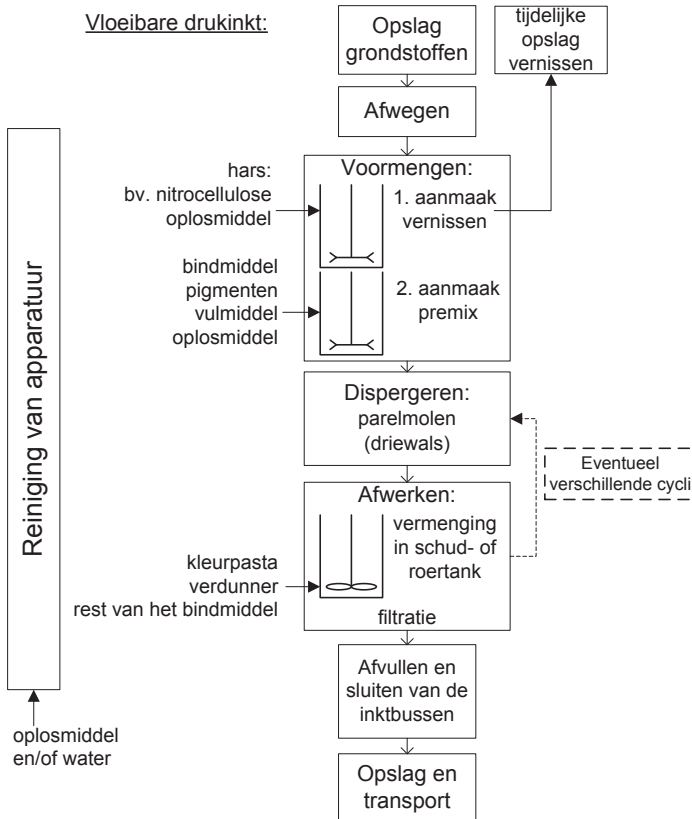 Vloeibare drukinkt:
Opslag
grondstoffen
tijdelijke
opslag
vernissen
Afwegen
Voormengen:
hars:
bv. nitrocellulose
oplosmiddel
1. aanmaak
vernissen
bindmiddel
pigmenten
vulmiddel
oplosmiddel
2. aanmaak
premix
Reiniging van apparatuur
Dispergeren:
parelmolen
(driewals)
Eventueel
verschillende cycli
Afwerken:
vermenging
in schud- of
roertank
kleurpasta
verdunner
rest van het bindmiddel
filtratie
Afvullen en
sluiten van de
inktbussen
oplosmiddel
en/of water
Opslag en
transport